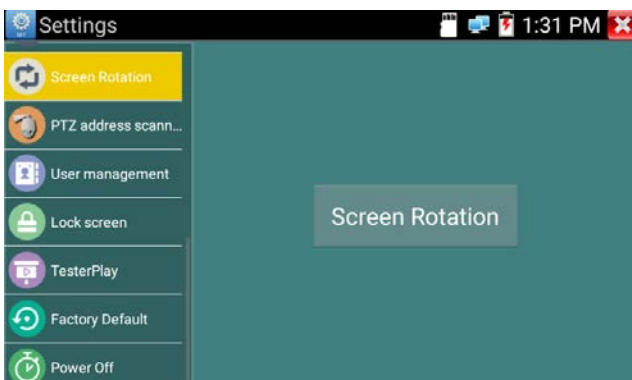 Settings
1:31 PM
Screen Rotation
PTZ address scann...
User management
Lock screen
TesterPlay
Factory Default
Power Off
Screen Rotation